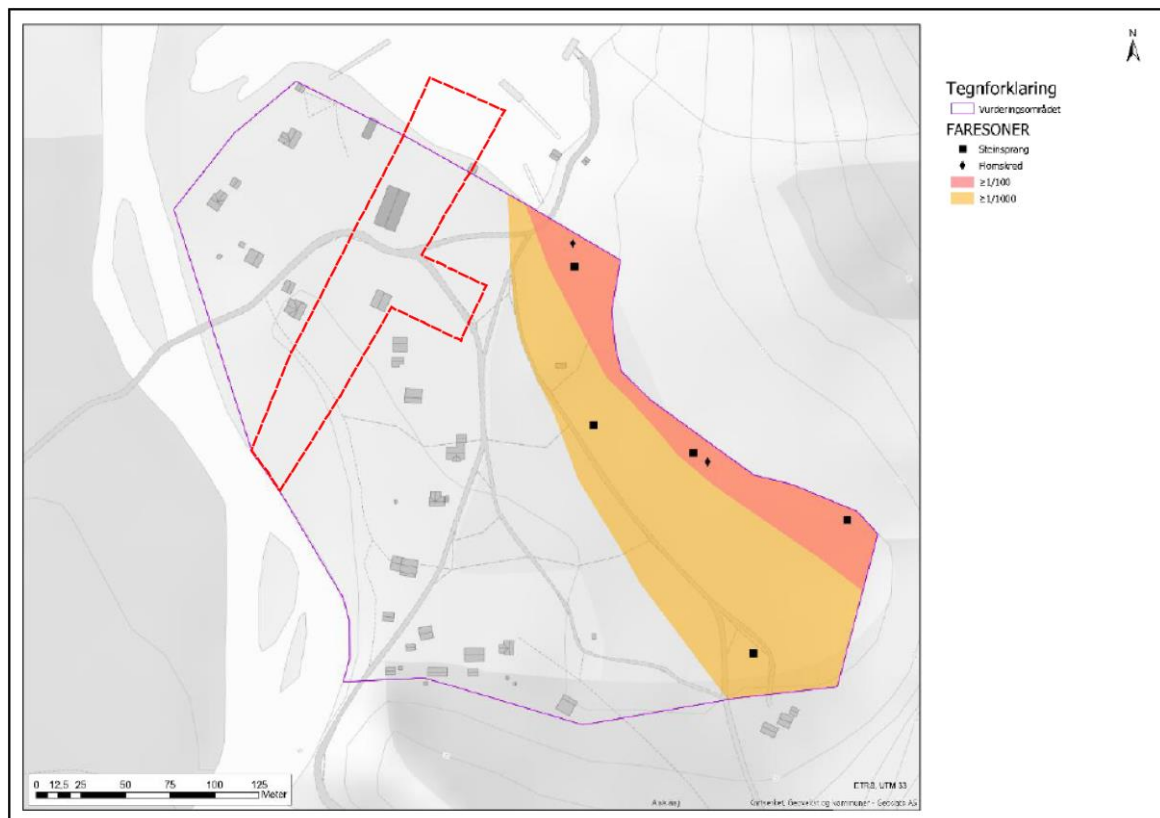 N
Tegnforklaring
Vurderingsområdet
FARESONER
Steinsprang
Flomskred
≥1/100
≥1/1000
0 12,5 25 50 75 100 125
Meter
ETRS, UTM 33
Kartverket, Geovekst og kommuner - Geodata AS